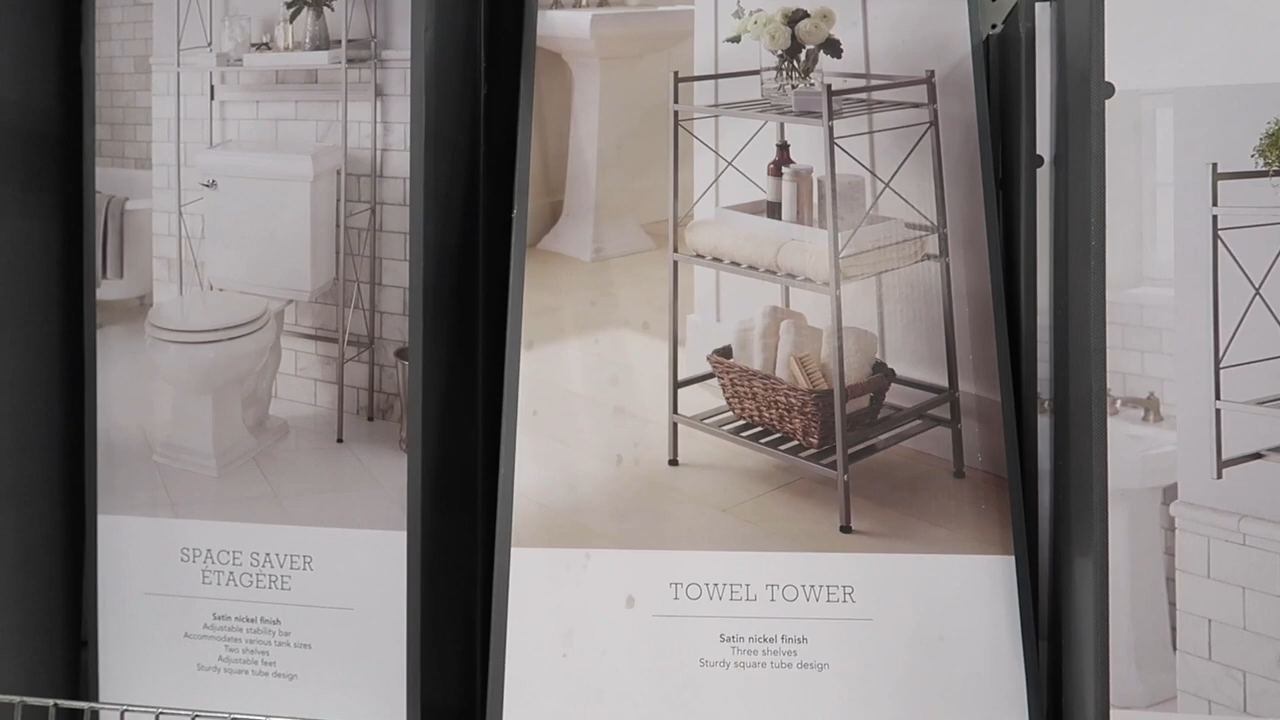 SPACE SAVER
ÉTAGÈRE
Satin nickel finish
Adjustable stability bar
Accommodates various tank sizes
Two shelves
Adjustable feet
Sturdy square tube design
TOWEL TOWER
Satin nickel finish
Three shelves
Sturdy square tube design